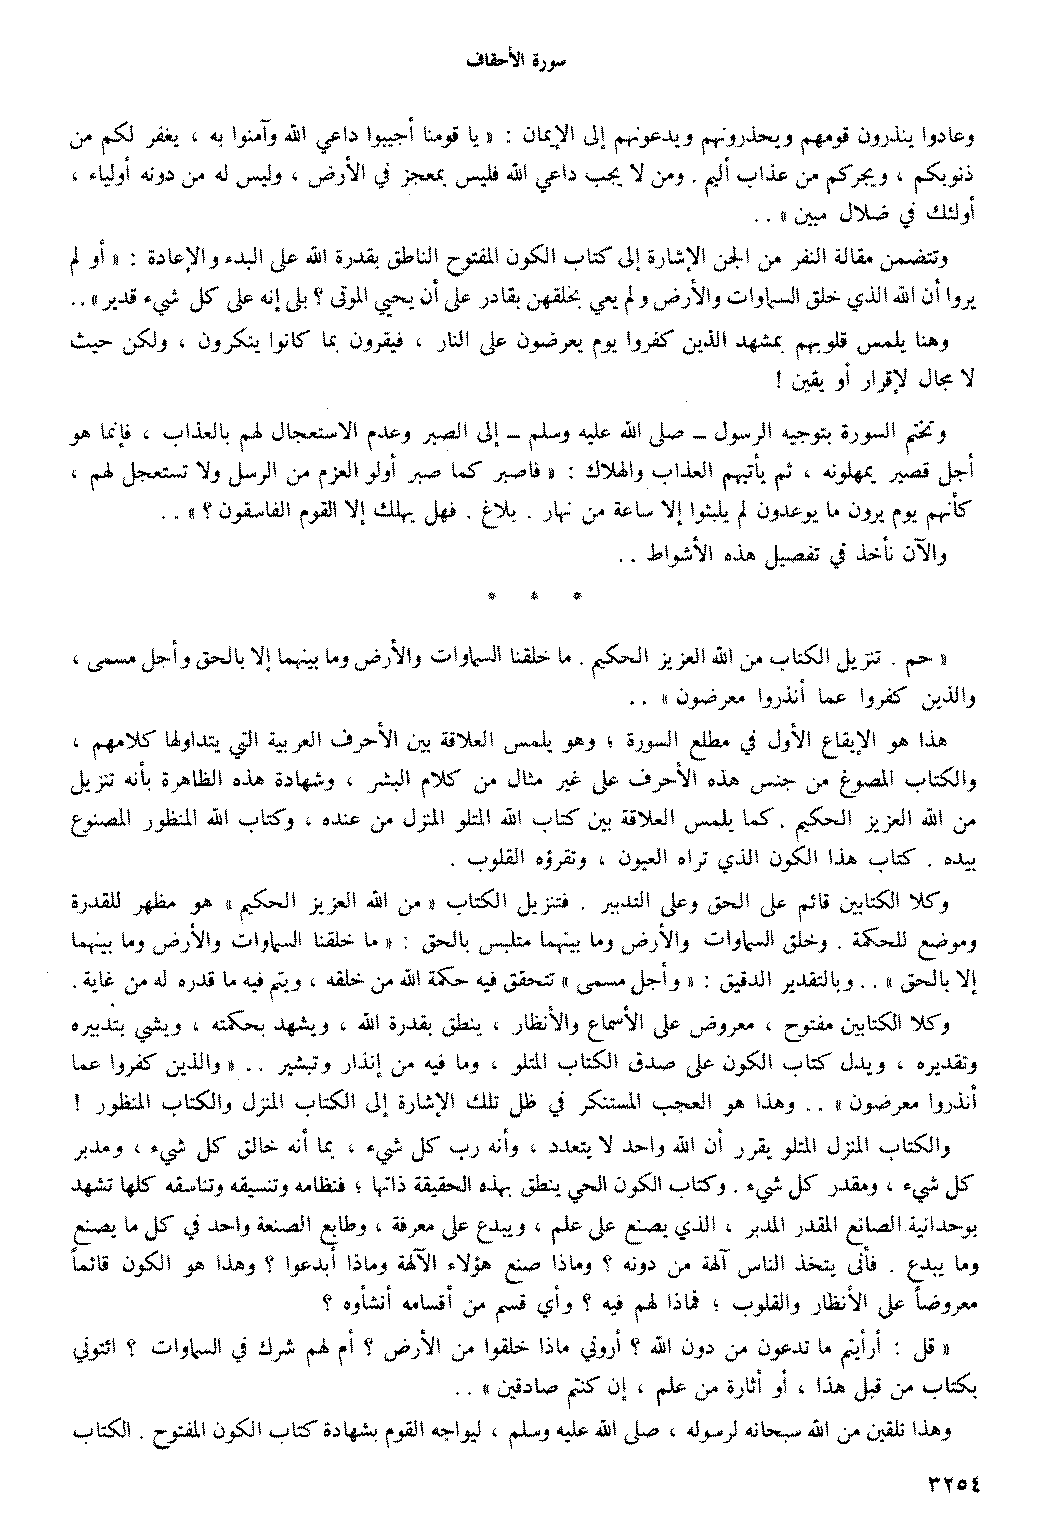 سورة الأحقاف
وعادوا ينذرون قومهم ويحذرونهم ويدعونهم إلى الإيمان : « يا قومنا أجيبوا داعي الله وآمنوا به ، يغفر لكم من
ذنوبكم ، ويجركم من عذاب أليم . ومن لا يجب داعي الله فليس بمعجز في الأرض ، وليس له من دونه أولياء ،
أولئك في ضلال مبين » ..
وتتضمن مقالة النفر من الجن الإشارة إلى كتاب الكون المفتوح الناطق بقدرة الله على البدء والإعادة : « أو لم
يروا أن الله الذي خلق السماوات والأرض ولم يعي بخلقهن بقادر على أن يحيي الموتى ؟ بلى إنه على كل شيء قدير » ..
وهنا يلمس قلوبهم بمشهد الذين كفروا يوم يعرضون على النار ، فيقرون بما كانوا ينكرون ، ولكن حيث
لا مجال لإقرار أو يقين !
وتختم السورة بتوجيه الرسول ـ صلى الله عليه وسلم ـ إلى الصبر وعدم الاستعجال لهم بالعذاب ، فإنما هو
أجل قصير يمهلونه ، ثم يأتيهم العذاب والهلاك : « فاصبر كما صبر أولو العزم من الرسل ولا تستعجل لهم ،
كأنهم يوم يرون ما يوعدون لم يلبثوا إلا ساعة من نهار . بلاغ . فهل يهلك إلا القوم الفاسقون ؟ » ..
والآن نأخذ في تفصيل هذه الأشواط ..
* * *
« حم . تنزيل الكتاب من الله العزيز الحكيم . ما خلقنا السماوات والأرض وما بينهما إلا بالحق وأجل مسمى ،
والذين كفروا عما أنذروا معرضون » ..
هذا هو الإيقاع الأول في مطلع السورة ؛ وهو يلمس العلاقة بين الأحرف العربية التي يتداولها كلامهم ،
والكتاب المصوغ من جنس هذه الأحرف على غير مثال من كلام البشر ، وشهادة هذه الظاهرة بأنه تنزيل
من الله العزيز الحكيم . كما يلمس العلاقة بين كتاب الله المتلو المنزل من عنده ، وكتاب الله المنظور المصنوع
بيده . كتاب هذا الكون الذي تراه العيون ، وتقرؤه القلوب .
وكلا الكتابين قائم على الحق وعلى التدبير . فتنزيل الكتاب « من الله العزيز الحكيم » هو مظهر للقدرة
وموضع للحكمة . وخلق السماوات والأرض وما بينهما متلبس بالحق : « ما خلقنا السماوات والأرض وما بينهما
إلا بالحق » .. وبالتقدير الدقيق : « وأجل مسمى » تتحقق فيه حكمة الله من خلقه ، ويتم فيه ما قدره له من غاية .
وكلا الكتابين مفتوح ، معروض على الأسماع والأنظار ، ينطق بقدرة الله ، ويشهد بحكمته ، ويشي بتدبيره
وتقديره ، ويدل كتاب الكون على صدق الكتاب المتلو ، وما فيه من إنذار وتبشير .. « والذين كفروا عما
أنذروا معرضون » .. وهذا هو العجب المستنكر في ظل تلك الإشارة إلى الكتاب المنزل والكتاب المنظور !
والكتاب المنزل المتلو يقرر أن الله واحد لا يتعدد ، وأنه رب كل شيء ، بما أنه خالق كل شيء ، ومدبر
كل شيء ، ومقدر كل شيء . وكتاب الكون الحي ينطق بهذه الحقيقة ذاتها ؛ فنظامه وتنسيقه وتناسقه كلها تشهد
بوحدانية الصانع المقدر المدبر ، الذي يصنع على علم ، ويبدع على معرفة ، وطابع الصنعة واحد في كل ما يصنع
وما يبدع . فأنى يتخذ الناس آلهة من دونه ؟ وماذا صنع هؤلاء الآلهة وماذا أبدعوا ؟ وهذا هو الكون قائماً
معروضاً على الأنظار والقلوب ؛ فماذا لهم فيه ؟ وأي قسم من أقسامه أنشأوه ؟
« قل : أرأيتم ما تدعون من دون الله ؟ أروني ماذا خلقوا من الأرض ؟ أم لهم شرك في السماوات ؟ ائتوني
بكتاب من قبل هذا ، أو أثارة من علم ، إن كنتم صادقين » ..
وهذا تلقين من الله سبحانه لرسوله ، صلى الله عليه وسلم ، ليواجه القوم بشهادة كتاب الكون المفتوح . الكتاب
٣٢٥٤